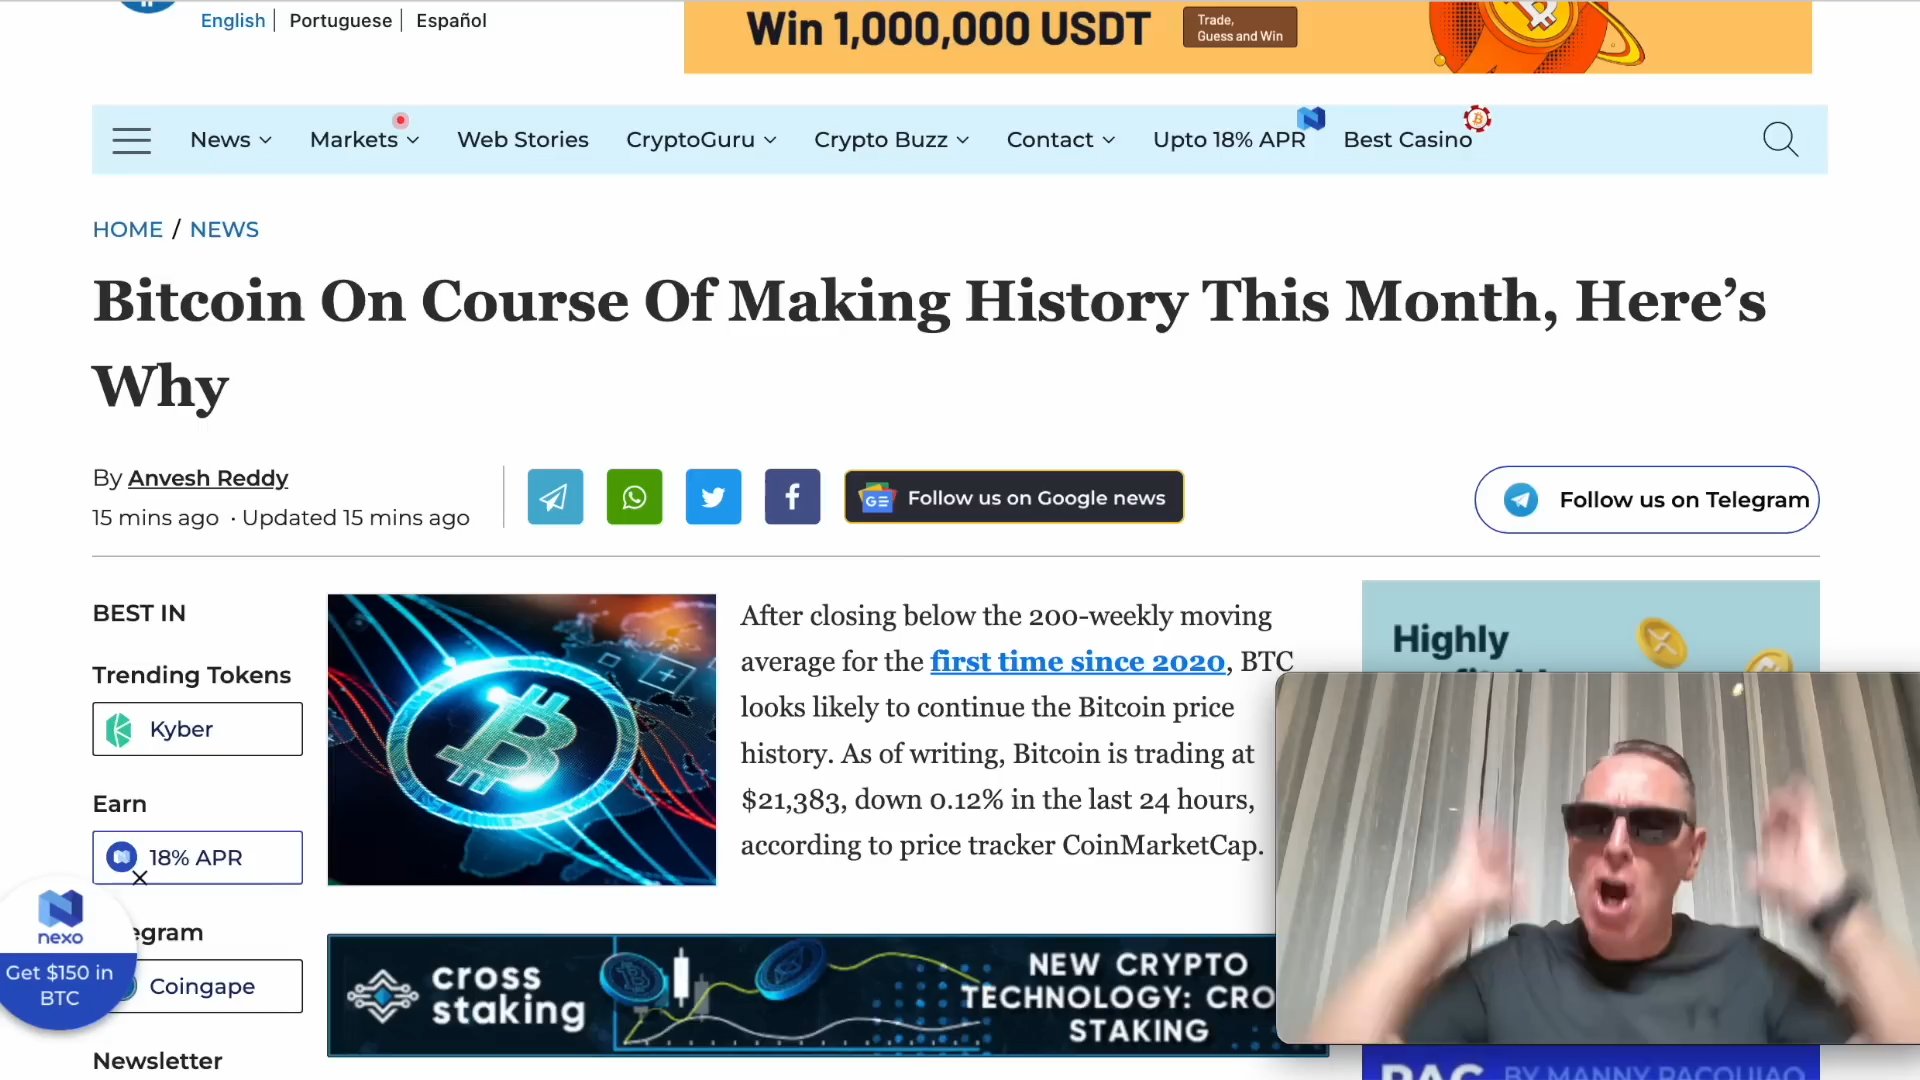 English | Portuguese | Español
Win 1,000,000 USDT
Trade,
Guess and Win
News
Markets
Web Stories
CryptoGuru
Crypto Buzz
Contact
Upto 18% APR
Best Casino
HOME / NEWS
Bitcoin On Course Of Making History This Month, Here’s
Why
By Anvesh Reddy
15 mins ago · Updated 15 mins ago
Follow us on Google news
Follow us on Telegram
BEST IN
Trending Tokens
Kyber
Earn
18% APR
egram
Coingape
Newsletter
nexo
Get $150 in
BTC
After closing below the 200-weekly moving
average for the first time since 2020, BTC
looks likely to continue the Bitcoin price
history. As of writing, Bitcoin is trading at
$21,383, down 0.12% in the last 24 hours,
according to price tracker CoinMarketCap.
Highly
cross
staking
NEW CRYPTO
TECHNOLOGY: CRO
STAKING
PAC BY MANNY PACQUIAO